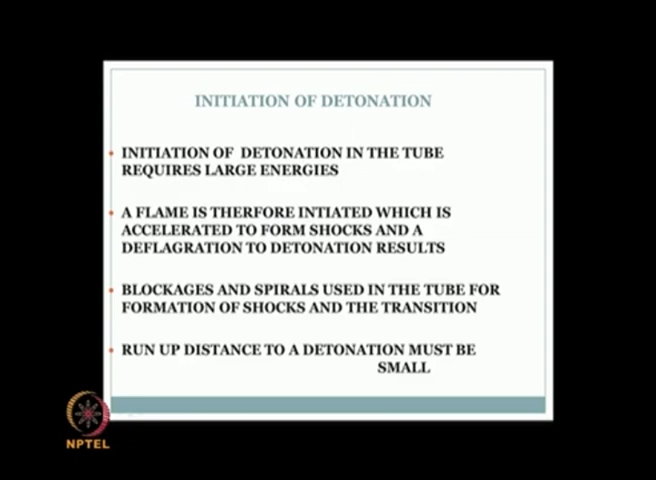 INITIATION OF DETONATION
INITIATION OF DETONATION IN THE TUBE
REQUIRES LARGE ENERGIES
A FLAME IS THERFORE INTIATED WHICH IS
ACCELERATED TO FORM SHOCKS AND A
DEFLAGRATION TO DETONATION RESULTS
BLOCKAGES AND SPIRALS USED IN THE TUBE FOR
FORMATION OF SHOCKS AND THE TRANSITION
RUN UP DISTANCE TO A DETONATION MUST BE
SMALL
NPTEL